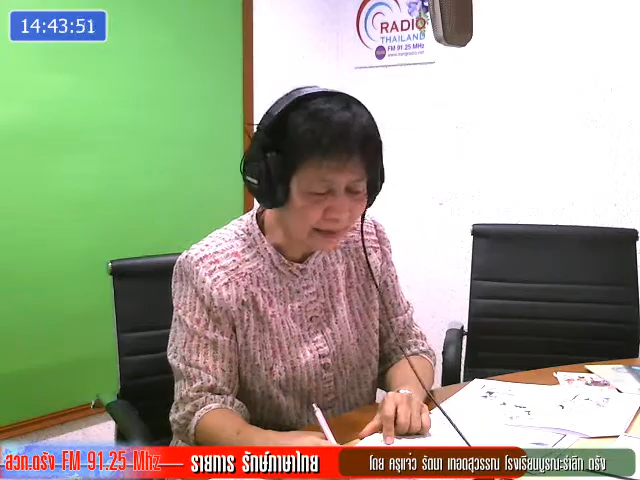 14:43:51
RADIO
THAILAND
FM 91.25 MHz
สวท.ตรัง FM 91.25 Mhz
รายการ รักษ์ภาษาไทย
โดย ครูแจ๋ว รัตนา เทอดสุวรรณ โรงเรียนบูรณะรำลึก ตรัง